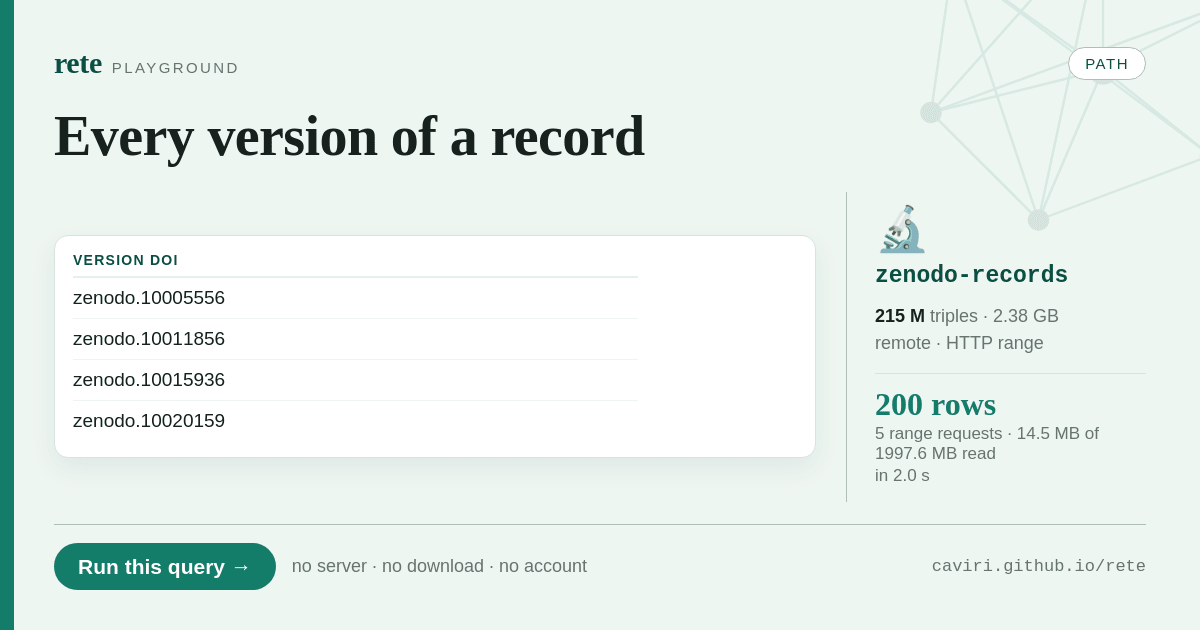 rete PLAYGROUND
PATH
Every version of a record
VERSION DOI
zenodo.10005556
zenodo.10011856
zenodo.10015936
zenodo.10020159
zenodo-records
215 M triples · 2.38 GB
remote · HTTP range
200 rows
5 range requests · 14.5 MB of
1997.6 MB read
in 2.0 s
Run this query →
no server · no download · no account
caviri.github.io/rete